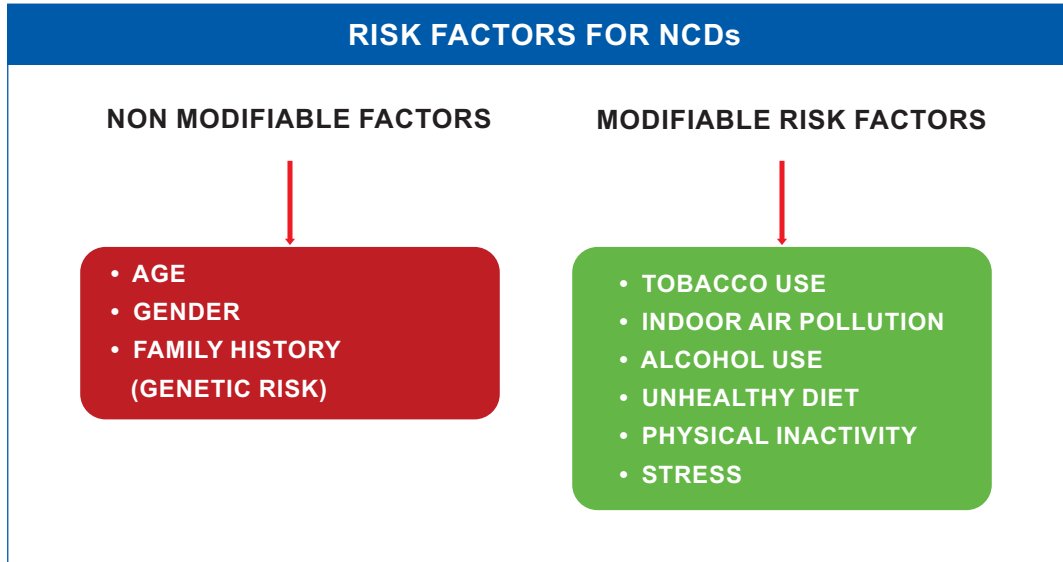 RISK FACTORS FOR NCDs
NON MODIFIABLE FACTORS
• AGE
• GENDER
• FAMILY HISTORY
(GENETIC RISK)
MODIFIABLE RISK FACTORS
• TOBACCO USE
• INDOOR AIR POLLUTION
• ALCOHOL USE
• UNHEALTHY DIET
• PHYSICAL INACTIVITY
• STRESS